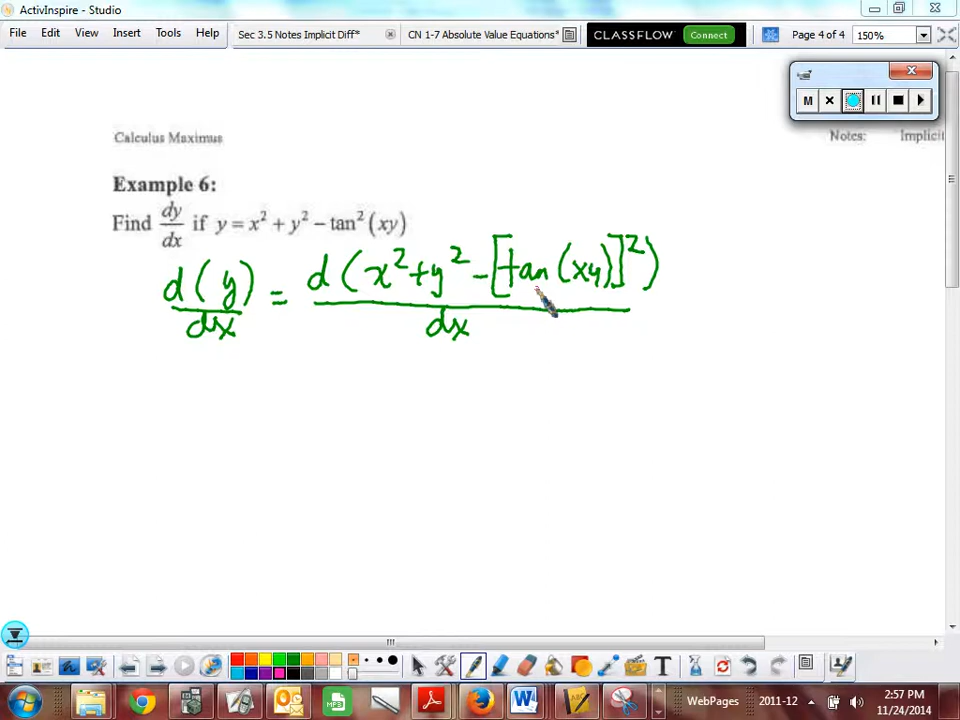 ActivInspire - Studio
File Edit View Insert Tools Help Sec 3.5 Notes Implicit Diff* CN 1-7 Absolute Value Equations* CLASSFLOW Connect Page 4 of 4 150%
M
Calculus Maximus Notes: Implicit
Example 6:
Find dy/dx if y = x² + y² − tan²(xy)
d(y)/dx = d(x²+y²−[tan(xy)]²)/dx
WebPages 2011-12 2:57 PM
11/24/2014